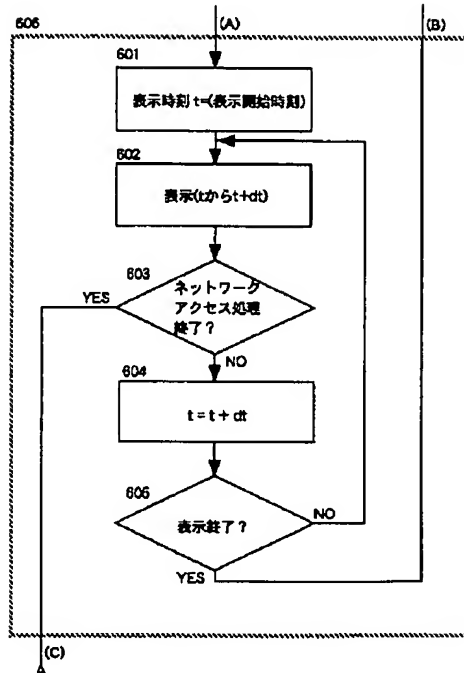 606
(A)
(B)
601
表示時刻 t=(表示開始時刻)
602
表示(tからt+dt)
603
YES
ネットワーク
アクセス処理
終了?
NO
604
t = t + dt
605
表示終了?
NO
YES
(C)